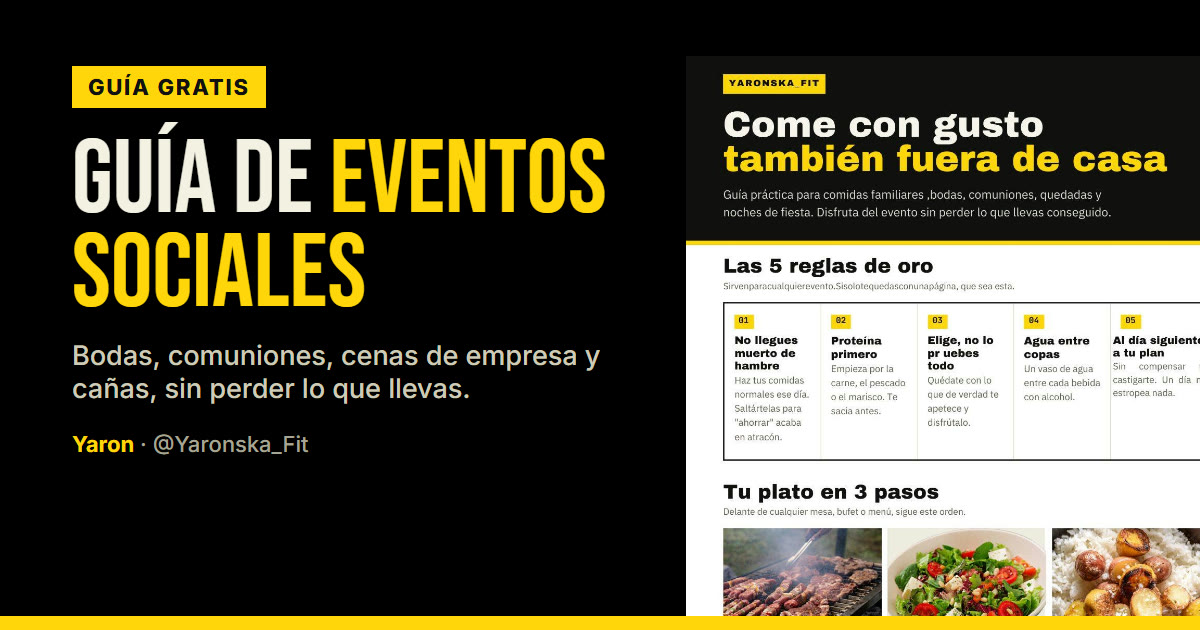 GUÍA GRATIS
GUÍA DE EVENTOS
SOCIALES
Bodas, comuniones, cenas de empresa y
cañas, sin perder lo que llevas.
Yaron · @Yaronska_Fit
YARONSKA_FIT
Come con gusto
también fuera de casa
Guía práctica para comidas familiares ,bodas, comuniones, quedadas y
noches de fiesta. Disfruta del evento sin perder lo que llevas conseguido.
Las 5 reglas de oro
Sirvenparacualquierevento.Sisolotequedasconunapágina, que sea esta.
01
No llegues
muerto de
hambre
Haz tus comidas
normales ese día.
Saltártelas para
"ahorrar" acaba
en atracón.
02
Proteína
primero
Empieza por la
carne, el pescado
o el marisco. Te
sacia antes.
03
Elige, no lo
pr uebes
todo
Quédate con lo
que de verdad te
apetece y
disfrútalo.
04
Agua entre
copas
Un vaso de agua
entre cada bebida
con alcohol.
05
Al día siguiente
a tu plan
Sin compensar
castigarte. Un día
estropea nada.
Tu plato en 3 pasos
Delante de cualquier mesa, bufet o menú, sigue este orden.